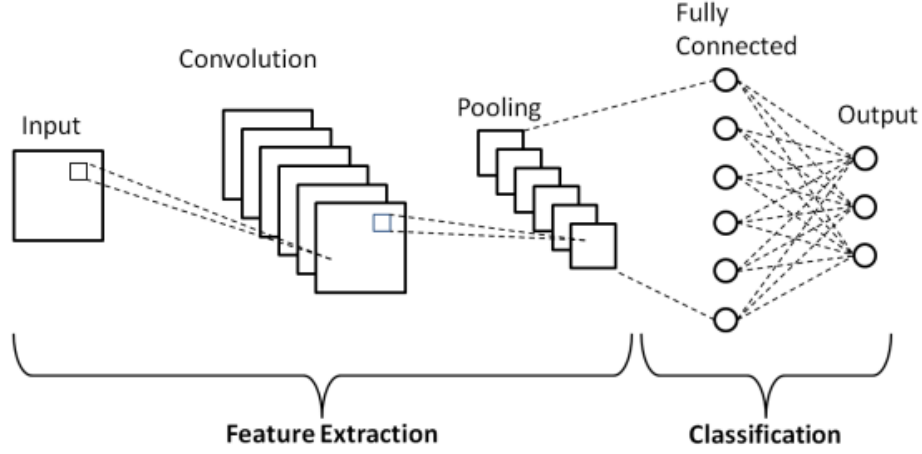 Input
Convolution
Pooling
Fully
Connected
Output
Feature Extraction
Classification